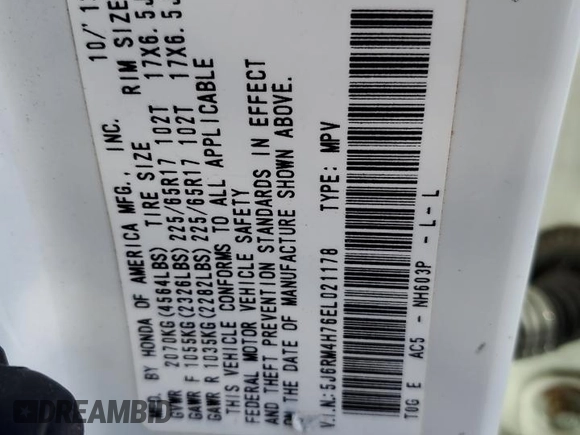 D. BY HONDA OF AMERICA MFG., INC. 10/'1
GVWR 2070KG(4564LBS) TIRE SIZE RIM SIZE
GAWR F 1055KG(2326LBS) 225/65R17 102T 17X6.5J
GAWR R 1035KG(2282LBS) 225/65R17 102T 17X6.5J
THIS VEHICLE CONFORMS TO ALL APPLICABLE
FEDERAL MOTOR VEHICLE SAFETY
AND THEFT PREVENTION STANDARDS IN EFFECT
ON THE DATE OF MANUFACTURE SHOWN ABOVE.
V.I.N.:5J6RM4H76EL021178 TYPE: MPV
TOG E AC5 - NH603P - L- L
© 2026 BIDCARS.COM